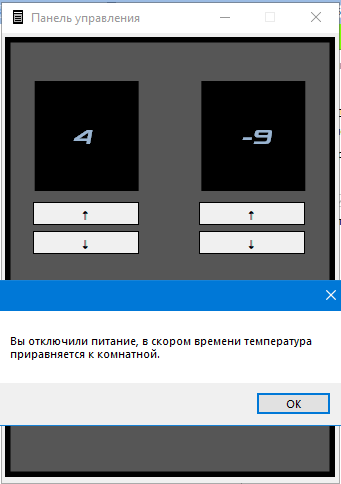 Панель управления
4
-9
↑
↑
↓
↓
Вы отключили питание, в скором времени температура
приравняется к комнатной.
OK